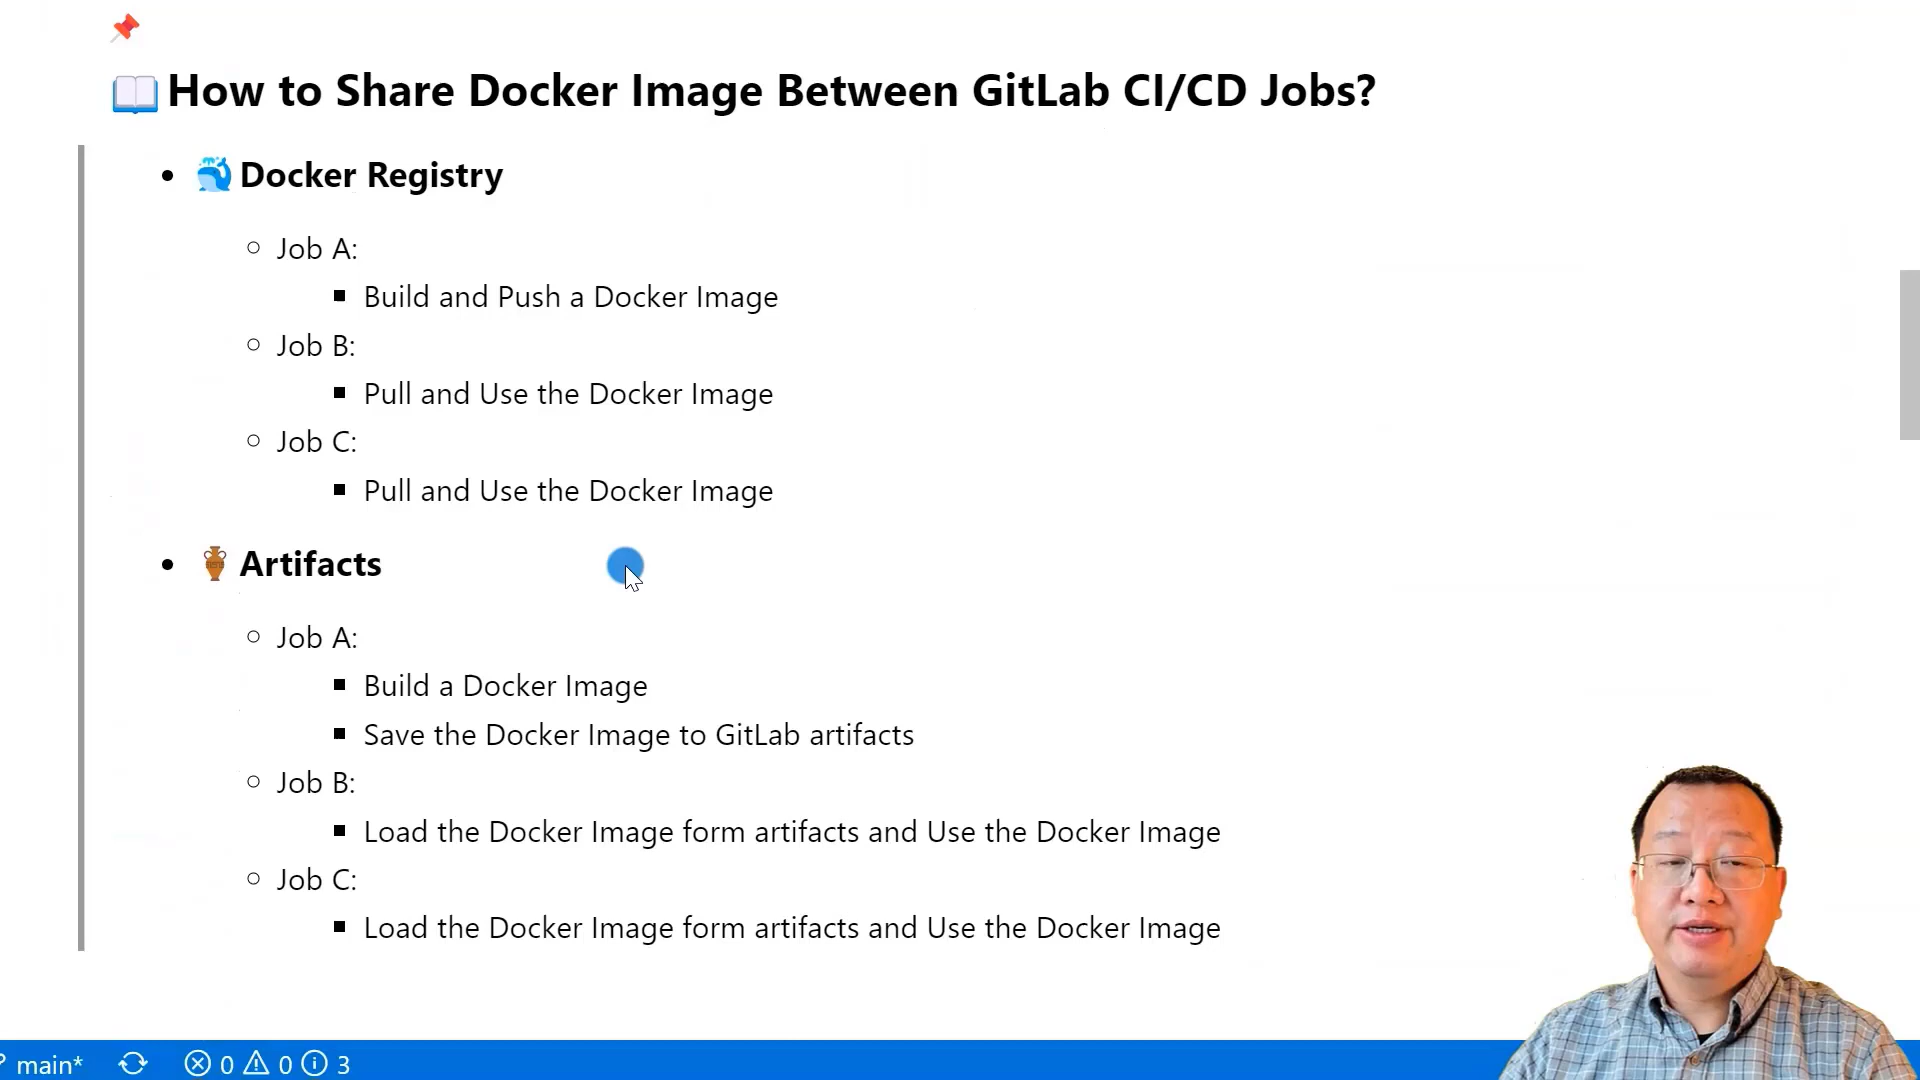 How to Share Docker Image Between GitLab CI/CD Jobs?
Docker Registry
Job A:
Build and Push a Docker Image
Job B:
Pull and Use the Docker Image
Job C:
Pull and Use the Docker Image
Artifacts
Job A:
Build a Docker Image
Save the Docker Image to GitLab artifacts
Job B:
Load the Docker Image form artifacts and Use the Docker Image
Job C:
Load the Docker Image form artifacts and Use the Docker Image
main* 0 0 3